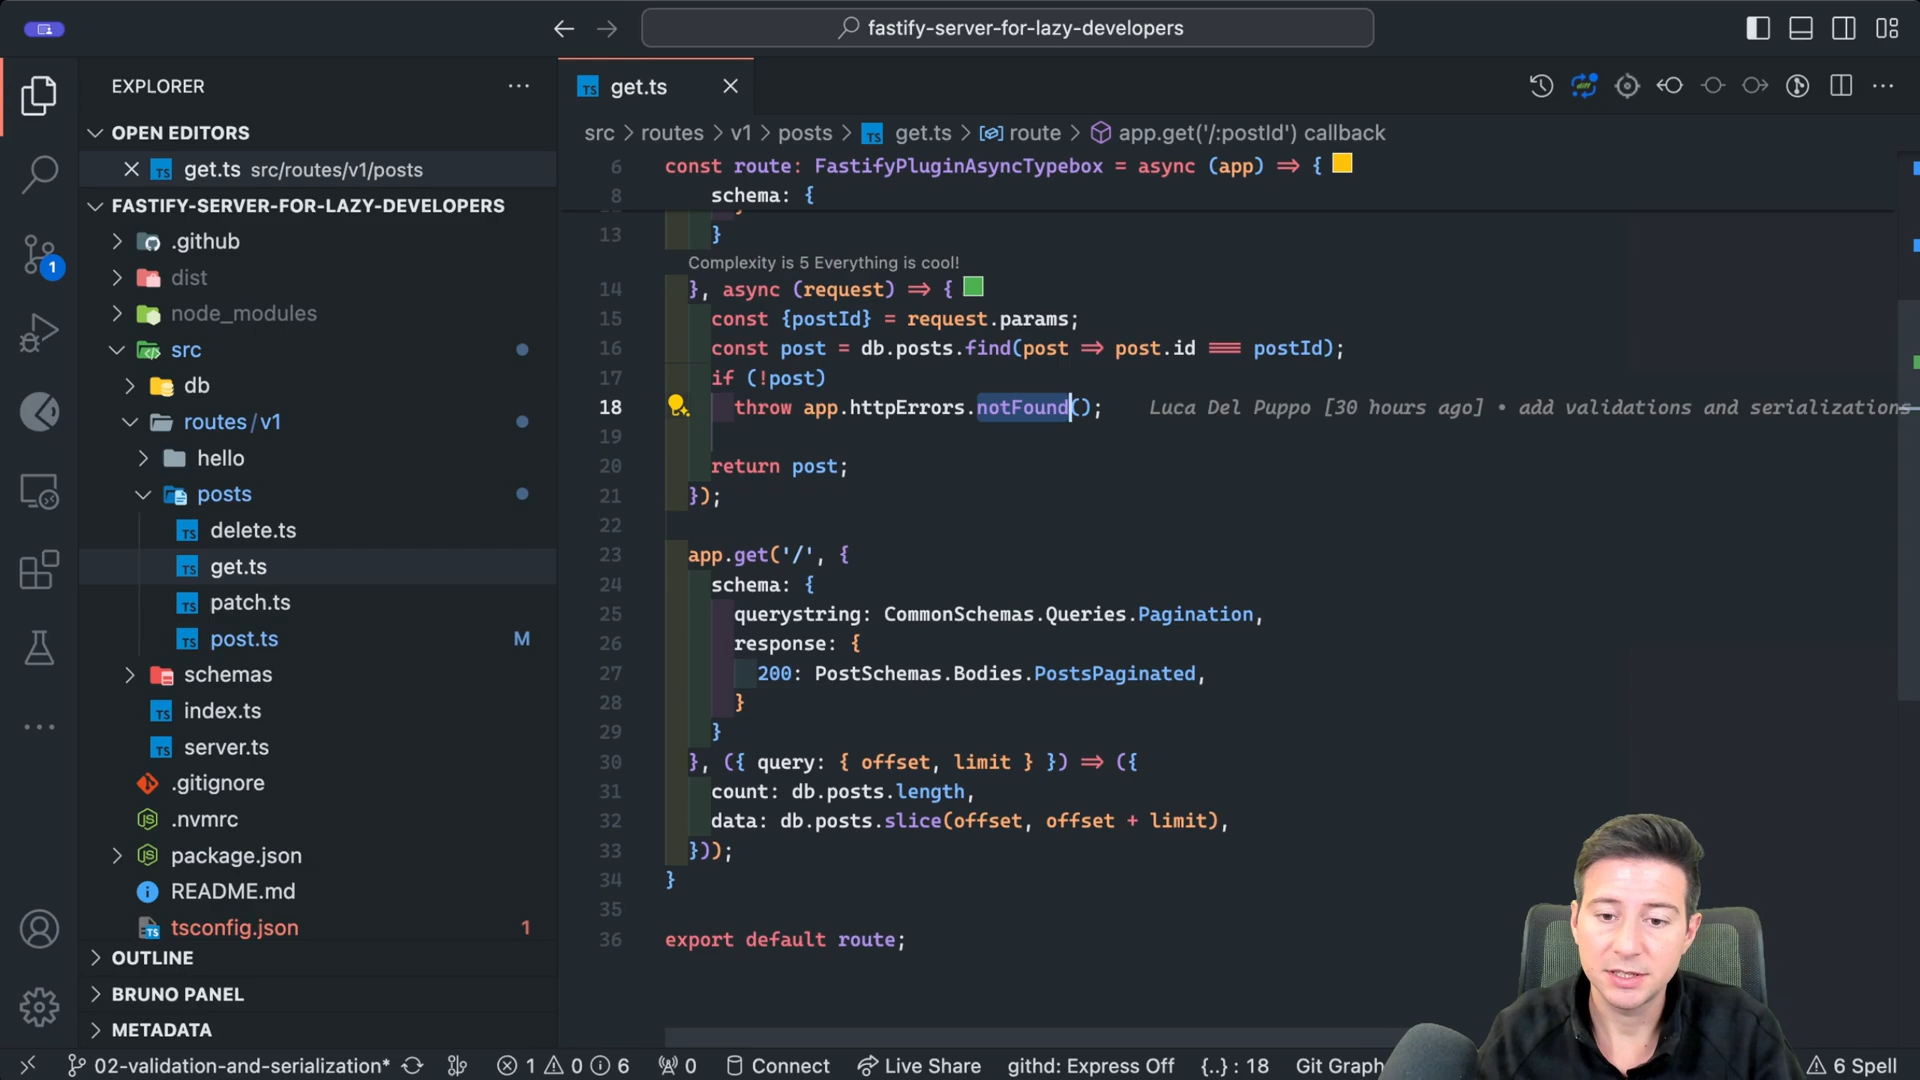 fastify-server-for-lazy-developers
EXPLORER
OPEN EDITORS
get.ts src/routes/v1/posts
FASTIFY-SERVER-FOR-LAZY-DEVELOPERS
.github
dist
node_modules
src
db
routes/v1
hello
posts
delete.ts
get.ts
patch.ts
post.ts M
schemas
index.ts
server.ts
.gitignore
.nvmrc
package.json
README.md
tsconfig.json 1
OUTLINE
BRUNO PANEL
METADATA
1
get.ts
src > routes > v1 > posts > get.ts > route > app.get('/:postId') callback
6 const route: FastifyPluginAsyncTypebox = async (app) => {
8 schema: {
13 }
Complexity is 5 Everything is cool!
14 }, async (request) => {
15 const {postId} = request.params;
16 const post = db.posts.find(post => post.id === postId);
17 if (!post)
18 throw app.httpErrors.notFound(); Luca Del Puppo [30 hours ago] • add validations and serializations
19
20 return post;
21 });
22
23 app.get('/', {
24 schema: {
25 querystring: CommonSchemas.Queries.Pagination,
26 response: {
27 200: PostSchemas.Bodies.PostsPaginated,
28 }
29 }
30 }, ({ query: { offset, limit } }) => ({
31 count: db.posts.length,
32 data: db.posts.slice(offset, offset + limit),
33 }));
34 }
35
36 export default route;
02-validation-and-serialization* 1 0 6 0 Connect Live Share githd: Express Off {..} : 18 Git Graph 6 Spell